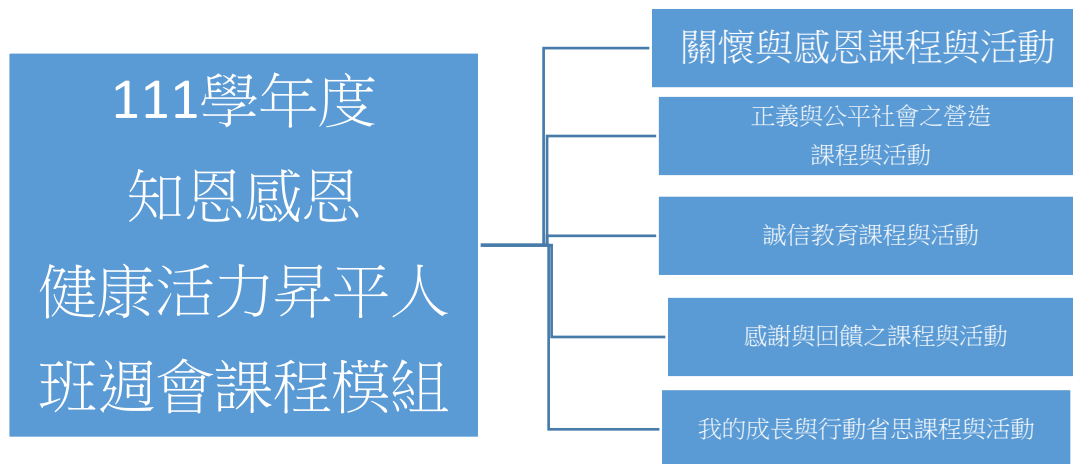 111學年度
知恩感恩
健康活力昇平人
班週會課程模組
關懷與感恩課程與活動
正義與公平社會之營造
課程與活動
誠信教育課程與活動
感謝與回饋之課程與活動
我的成長與行動省思課程與活動